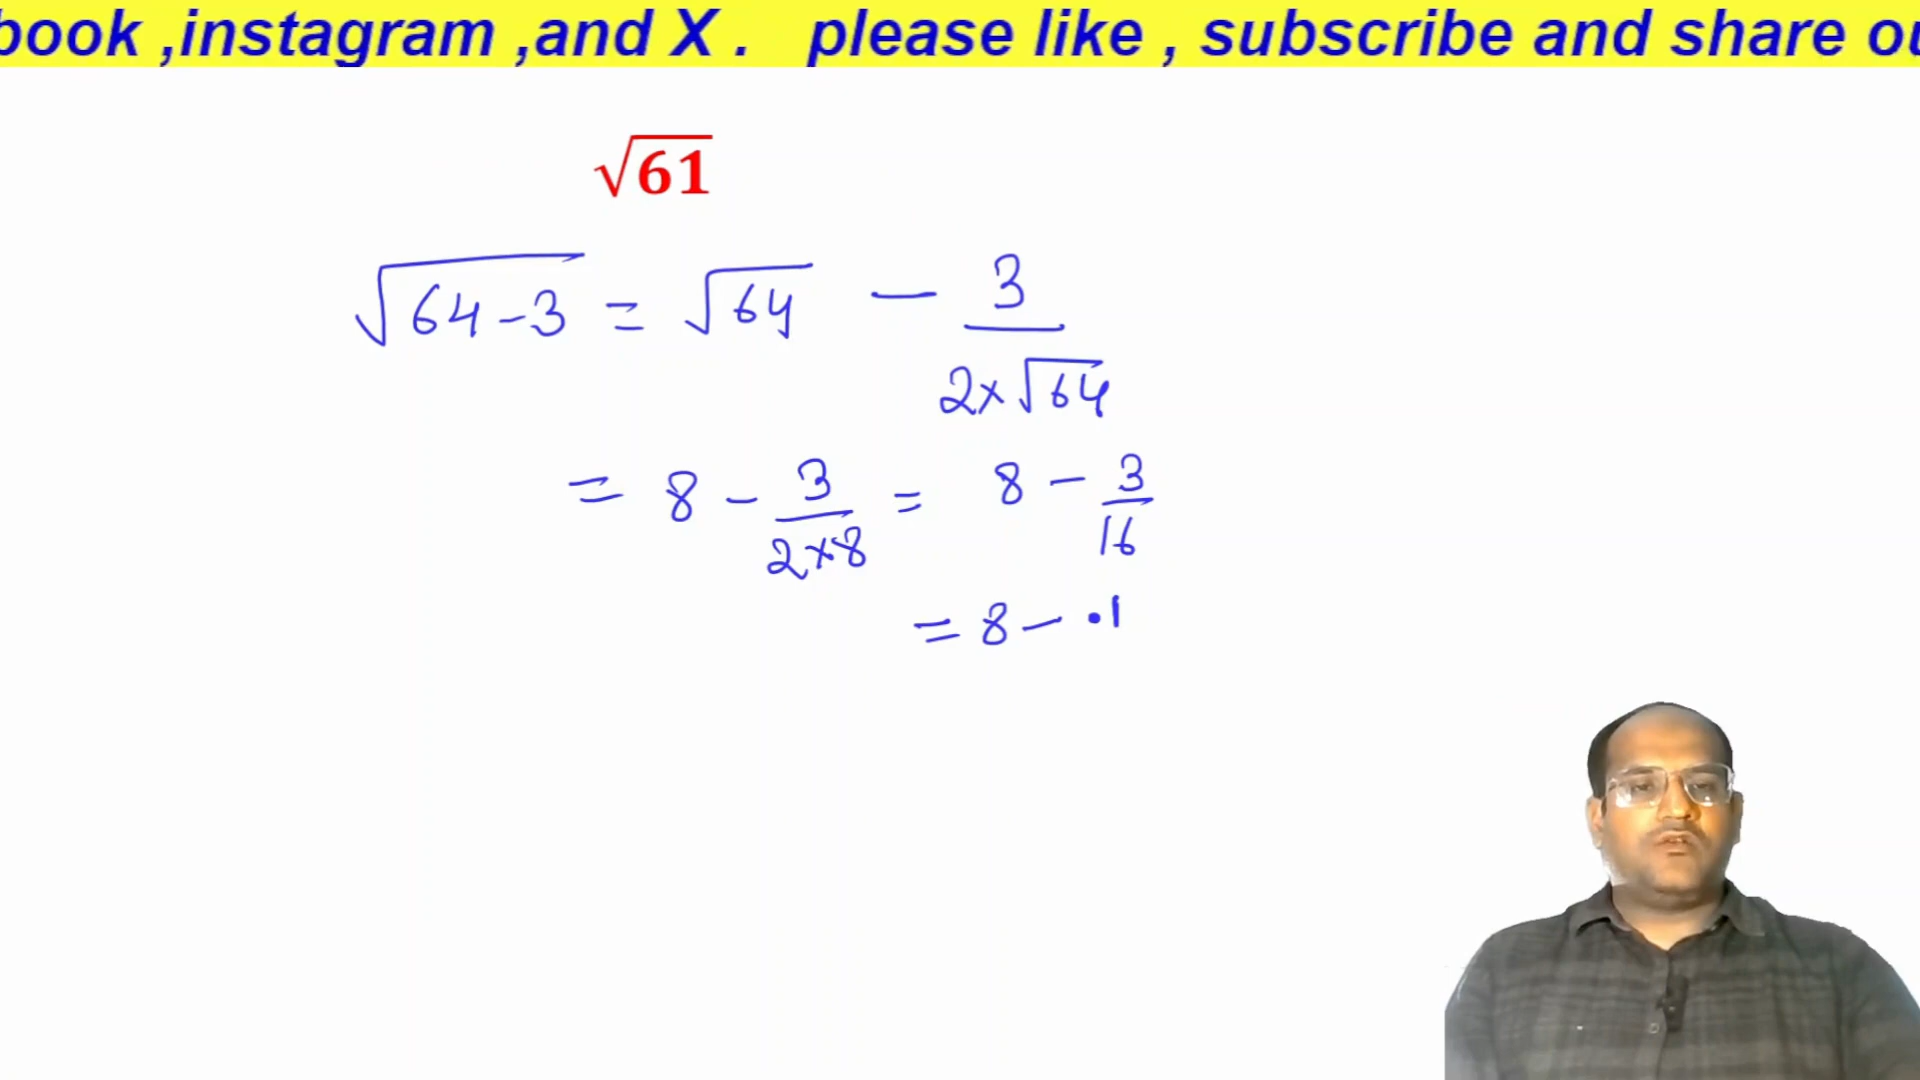 book ,instagram ,and X . please like , subscribe and share ou
√61
√64-3 = √64 - 3/2×√64
= 8 - 3/2×8 = 8 - 3/16
= 8 - .1